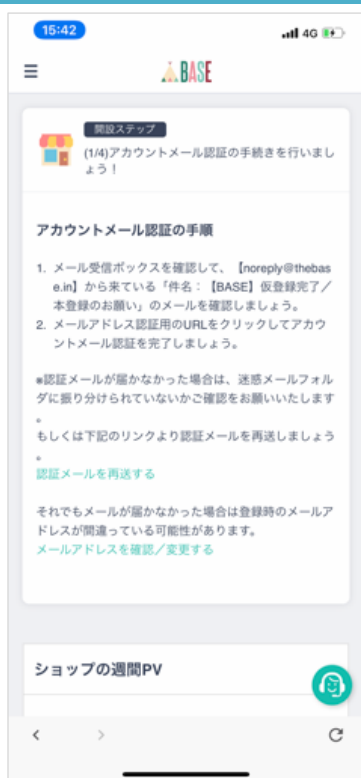 15:42
4G
BASE
開設ステップ
(1/4)アカウントメール認証の手続きを行いまし
ょう！
アカウントメール認証の手順
1. メール受信ボックスを確認して、【noreply@thebas
e.in】から来ている「件名：【BASE】仮登録完了／
本登録のお願い」のメールを確認しましょう。
2. メールアドレス認証用のURLをクリックしてアカウ
ントメール認証を完了しましょう。
※認証メールが届かなかった場合は、迷惑メールフォル
ダに振り分けられていないかご確認をお願いいたします
。
もしくは下記のリンクより認証メールを再送しましょう
。
認証メールを再送する
それでもメールが届かなかった場合は登録時のメールア
ドレスが間違っている可能性があります。
メールアドレスを確認／変更する
ショップの週間PV